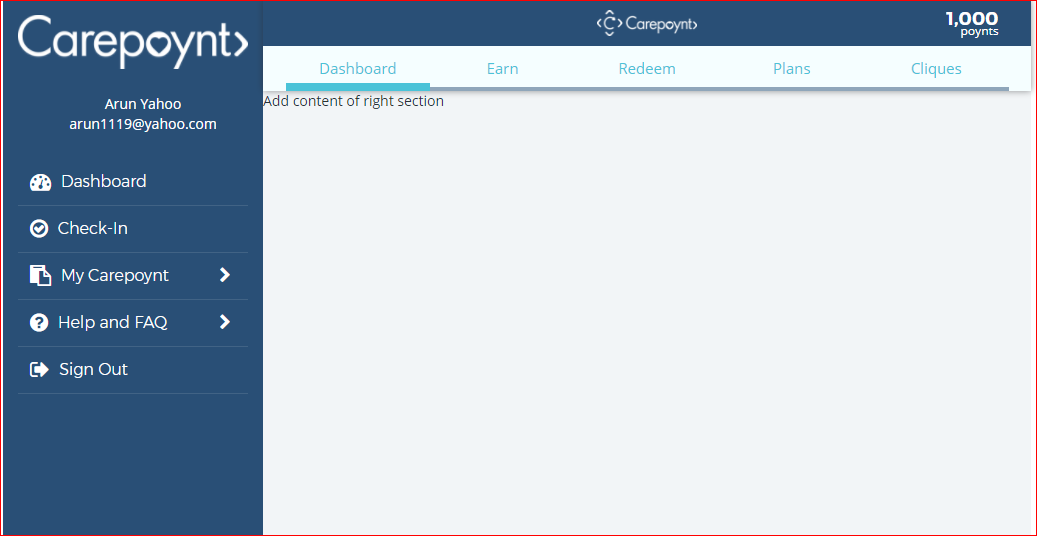 Carepoynt
Arun Yahoo
arun1119@yahoo.com
Dashboard
Check-In
My Carepoynt
Help and FAQ
Sign Out
Carepoynt
1,000
poynts
Dashboard Earn Redeem Plans Cliques
Add content of right section